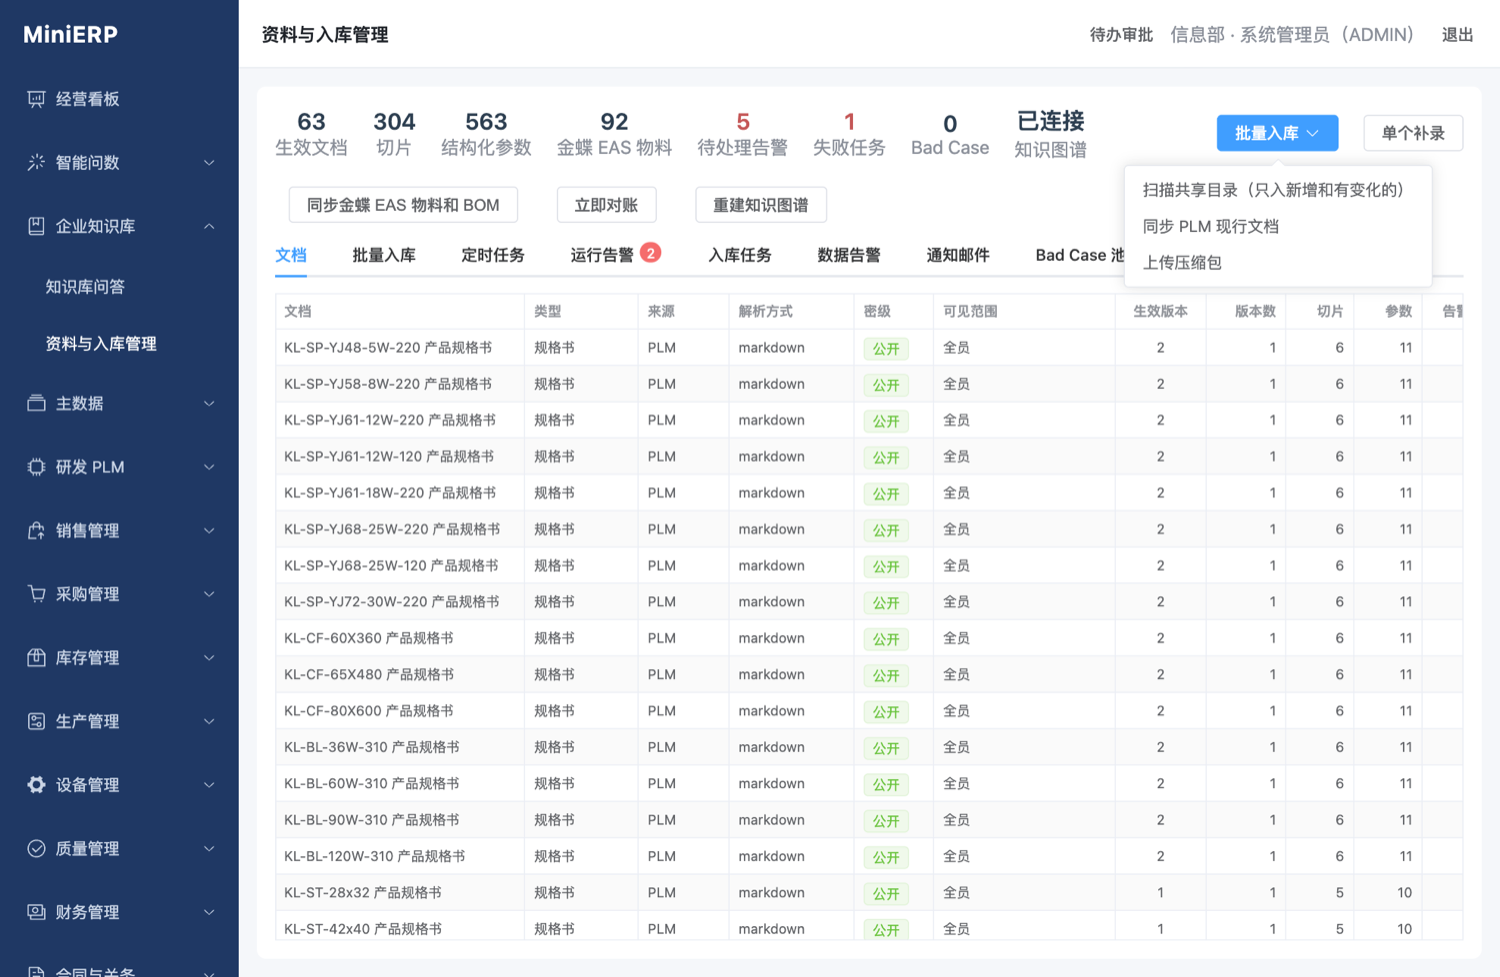 MiniERP
经营看板
智能问数
企业知识库
知识库问答
资料与入库管理
主数据
研发 PLM
销售管理
采购管理
库存管理
生产管理
设备管理
质量管理
财务管理
合同与关务
资料与入库管理
待办审批 信息部 · 系统管理员（ADMIN） 退出
63 304 563 92 5 1 0 已连接
生效文档 切片 结构化参数 金蝶 EAS 物料 待处理告警 失败任务 Bad Case 知识图谱
批量入库 单个补录
扫描共享目录（只入新增和有变化的）
同步 PLM 现行文档
上传压缩包
同步金蝶 EAS 物料和 BOM 立即对账 重建知识图谱
文档 批量入库 定时任务 运行告警 2 入库任务 数据告警 通知邮件 Bad Case 池
文档 类型 来源 解析方式 密级 可见范围 生效版本 版本数 切片 参数 告警
KL-SP-YJ48-5W-220 产品规格书 规格书 PLM markdown 公开 全员 2 1 6 11
KL-SP-YJ58-8W-220 产品规格书 规格书 PLM markdown 公开 全员 2 1 6 11
KL-SP-YJ61-12W-220 产品规格书 规格书 PLM markdown 公开 全员 2 1 6 11
KL-SP-YJ61-12W-120 产品规格书 规格书 PLM markdown 公开 全员 2 1 6 11
KL-SP-YJ61-18W-220 产品规格书 规格书 PLM markdown 公开 全员 2 1 6 11
KL-SP-YJ68-25W-220 产品规格书 规格书 PLM markdown 公开 全员 2 1 6 11
KL-SP-YJ68-25W-120 产品规格书 规格书 PLM markdown 公开 全员 2 1 6 11
KL-SP-YJ72-30W-220 产品规格书 规格书 PLM markdown 公开 全员 2 1 6 11
KL-CF-60X360 产品规格书 规格书 PLM markdown 公开 全员 2 1 6 11
KL-CF-65X480 产品规格书 规格书 PLM markdown 公开 全员 2 1 6 11
KL-CF-80X600 产品规格书 规格书 PLM markdown 公开 全员 2 1 6 11
KL-BL-36W-310 产品规格书 规格书 PLM markdown 公开 全员 2 1 6 11
KL-BL-60W-310 产品规格书 规格书 PLM markdown 公开 全员 2 1 6 11
KL-BL-90W-310 产品规格书 规格书 PLM markdown 公开 全员 2 1 6 11
KL-BL-120W-310 产品规格书 规格书 PLM markdown 公开 全员 2 1 6 11
KL-ST-28x32 产品规格书 规格书 PLM markdown 公开 全员 1 1 5 10
KL-ST-42x40 产品规格书 规格书 PLM markdown 公开 全员 1 1 5 10